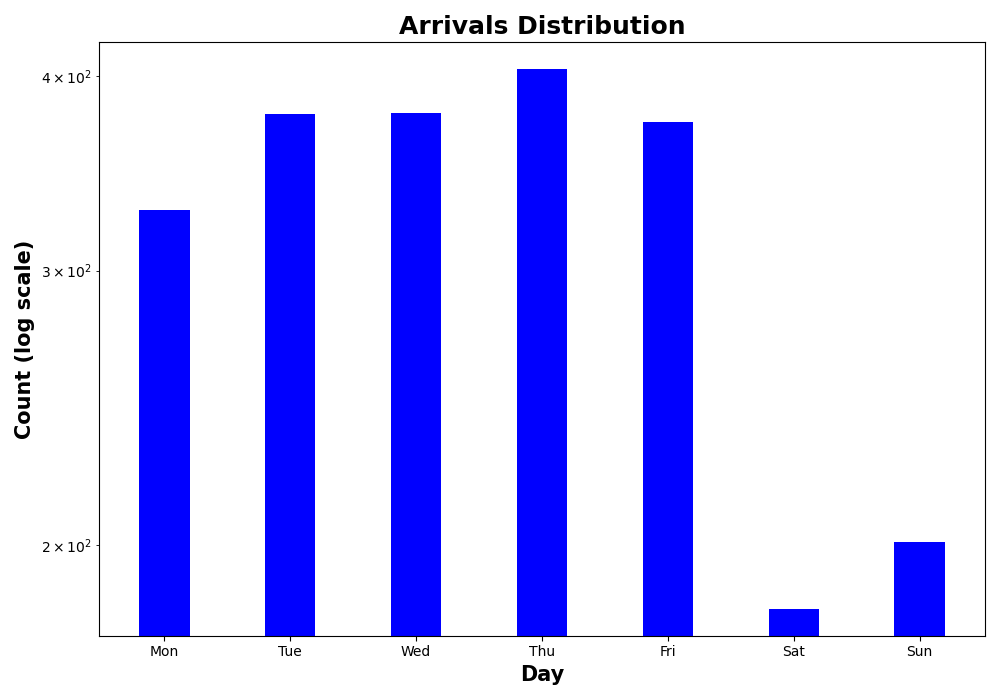 Arrivals Distribution
4 × 10²
3 × 10²
2 × 10²
Count (log scale)
Mon Tue Wed Thu Fri Sat Sun
Day